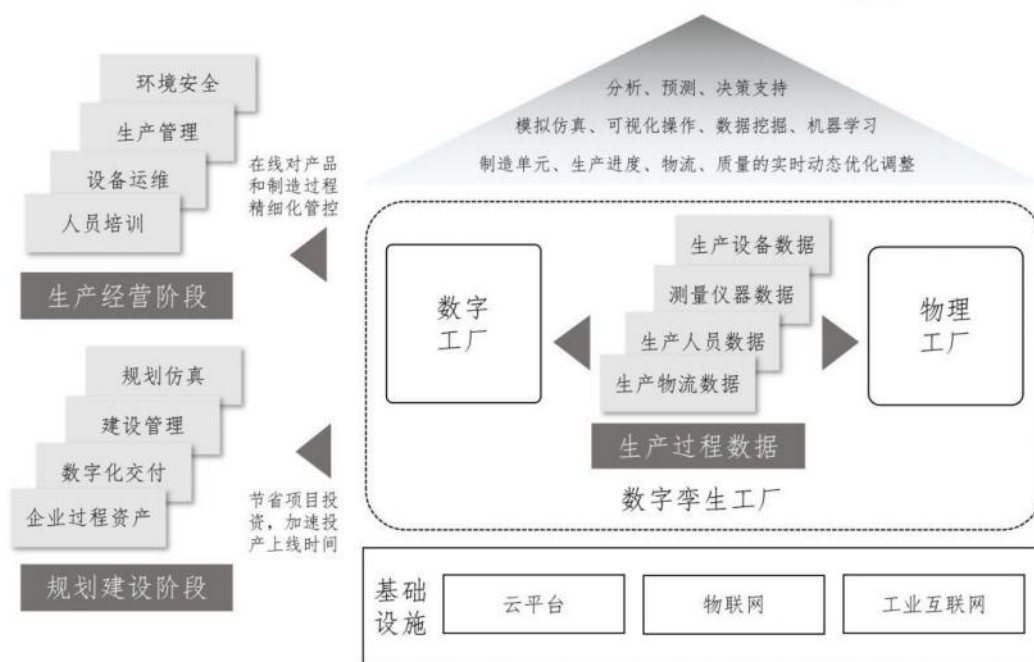 环境安全
生产管理
设备运维
人员培训
生产经营阶段
在线对产品
和制造过程
精细化管控
规划仿真
建设管理
数字化交付
企业过程资产
规划建设阶段
节省项目投
资，加速投
产上线时间
分析、预测、决策支持
模拟仿真、可视化操作、数据挖掘、机器学习
制造单元、生产进度、物流、质量的实时动态优化调整
数字
工厂
生产设备数据
测量仪器数据
生产人员数据
生产物流数据
生产过程数据
物理
工厂
数字孪生工厂
基础
设施
云平台
物联网
工业互联网